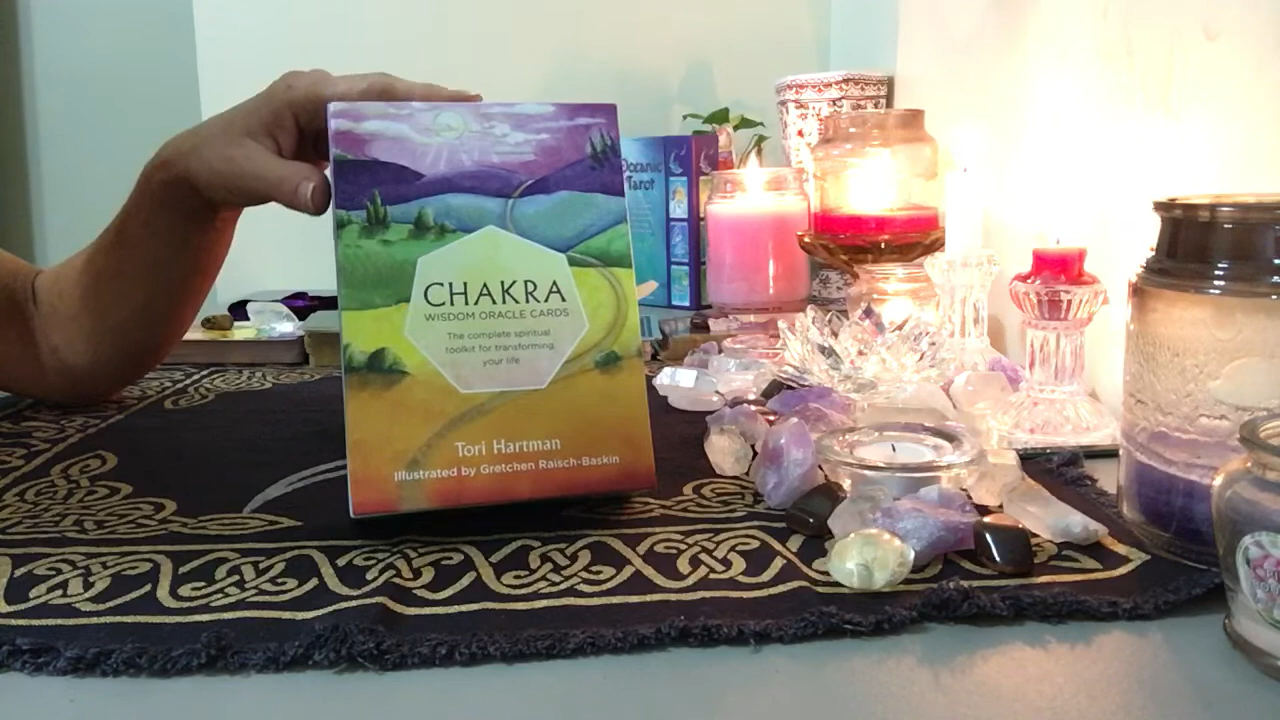 CHAKRA
WISDOM ORACLE CARDS
The complete spiritual
toolkit for transforming
your life
Tori Hartman
Illustrated by Gretchen Raisch-Baskin
Oceanic
Tarot